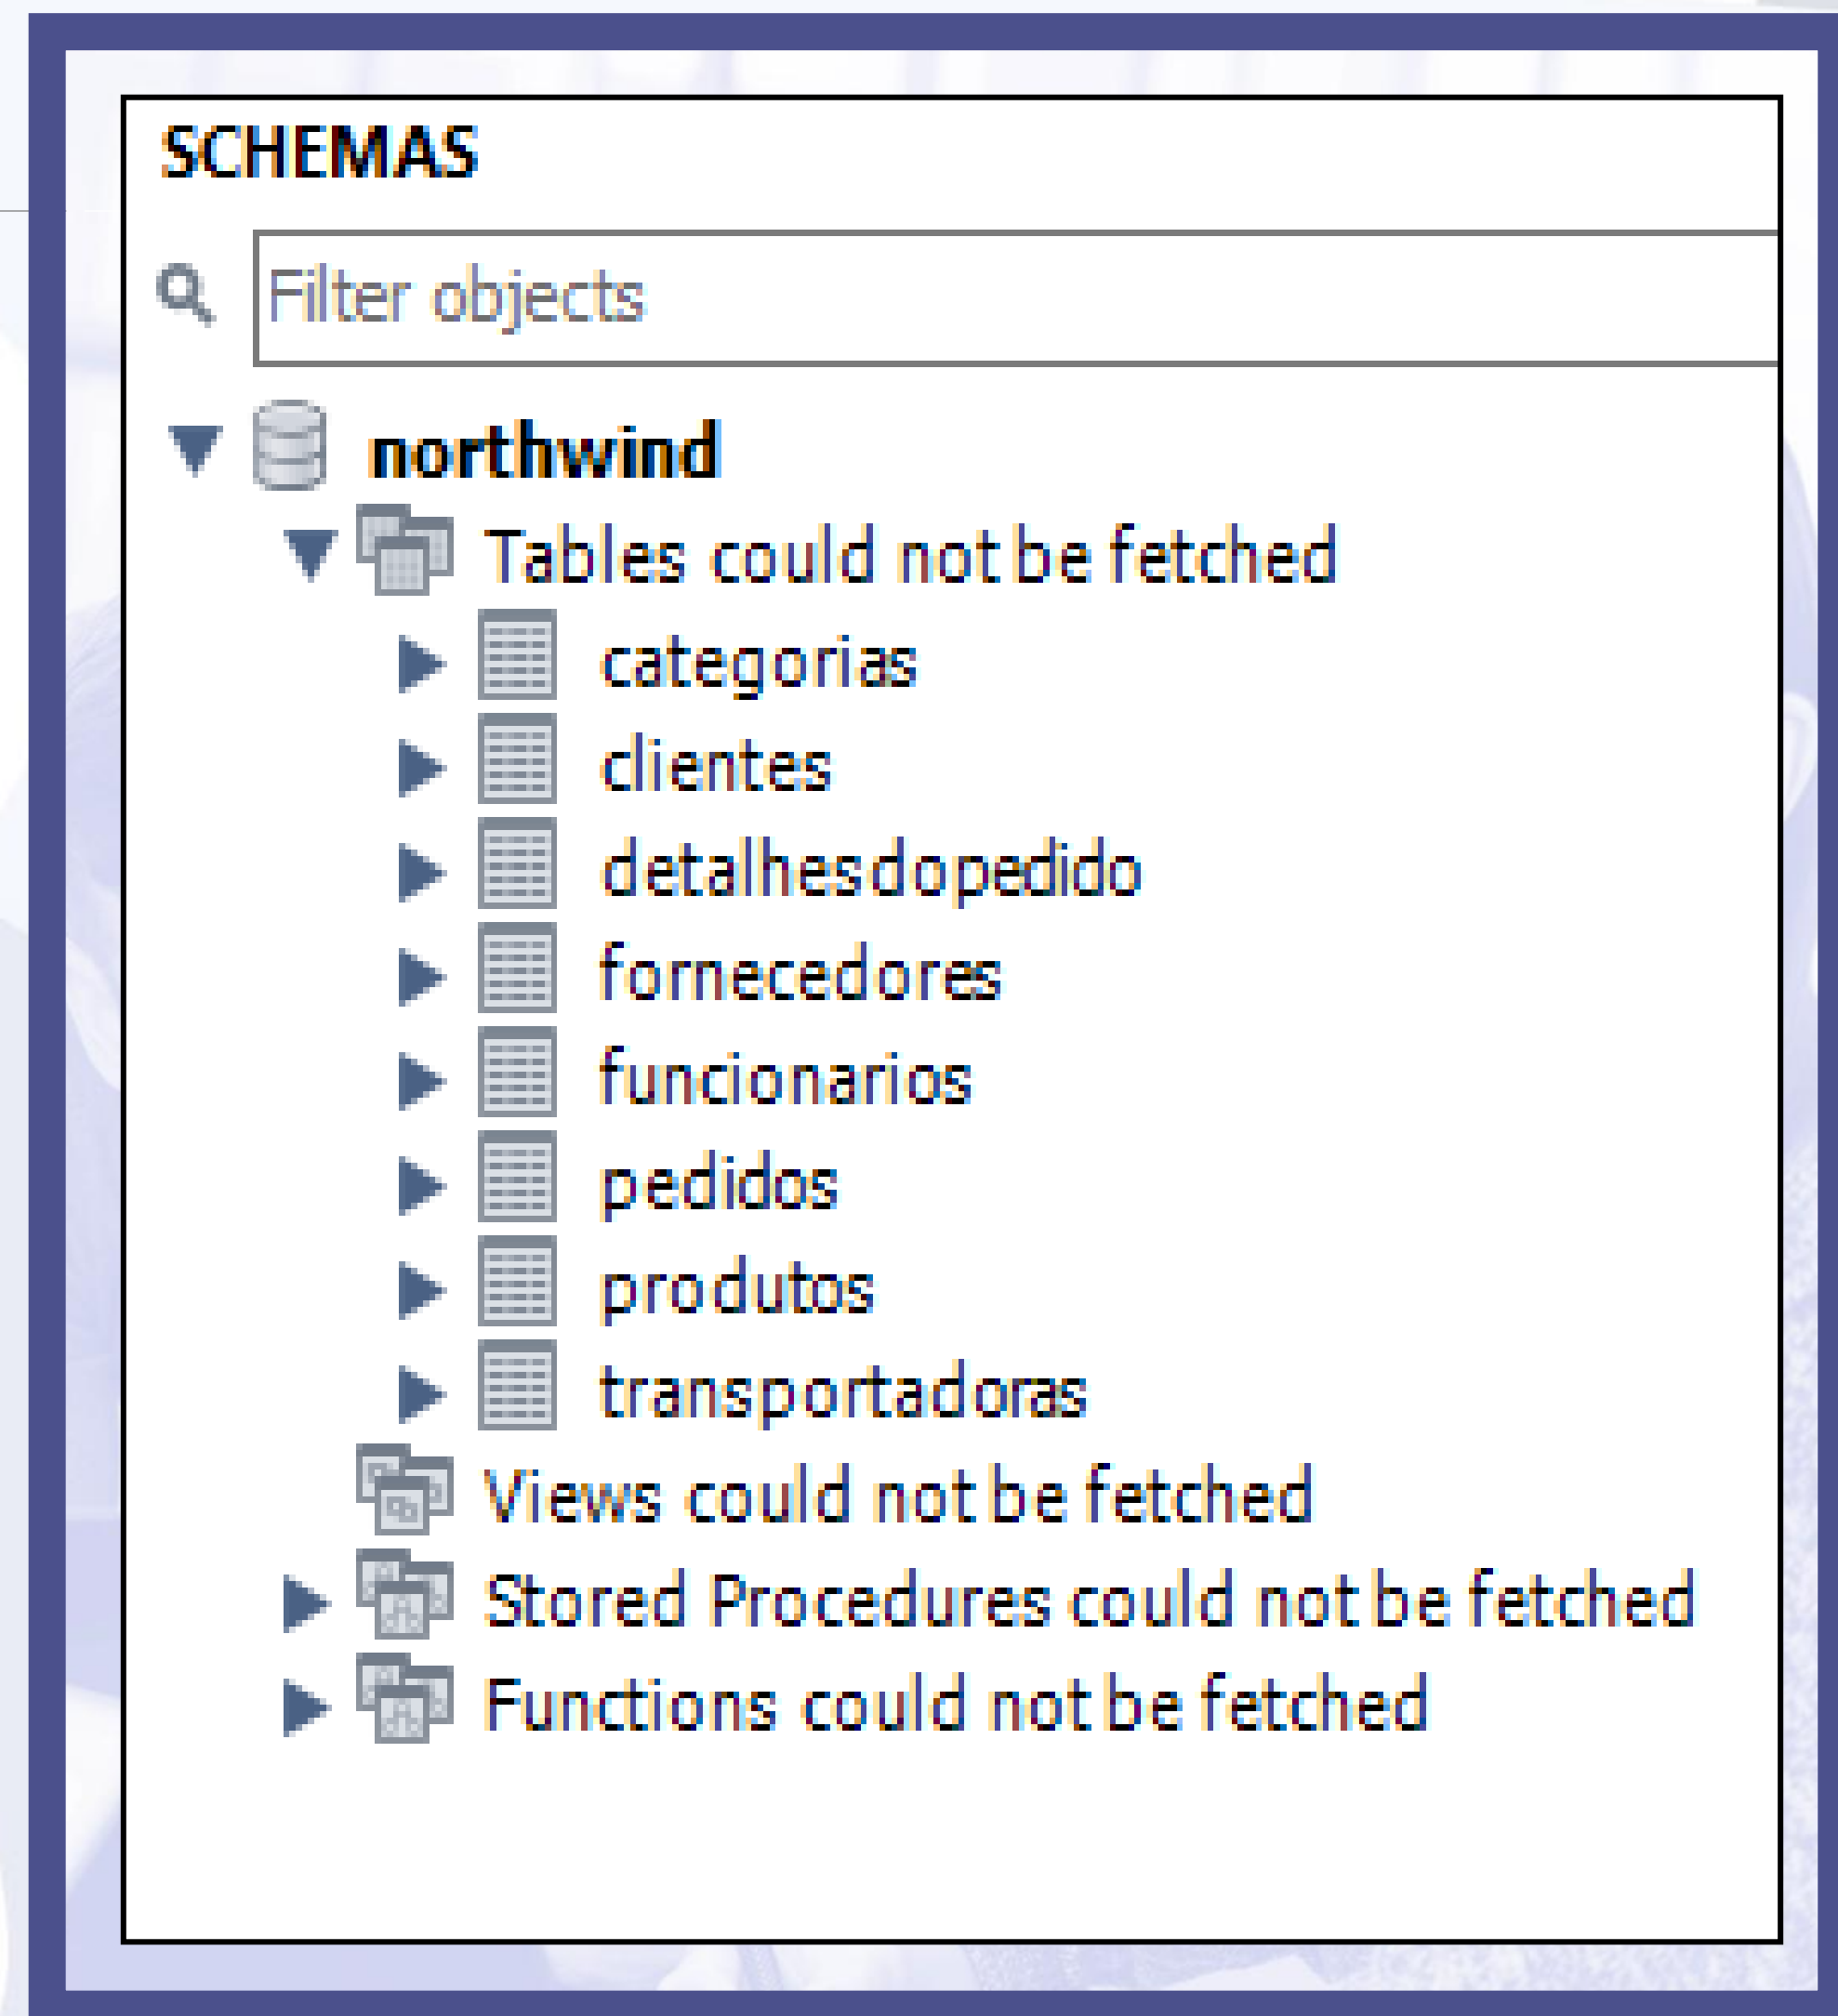 SCHEMAS
Filter objects
northwind
Tables could not be fetched
categorias
clientes
detalhesdopedido
fornecedores
funcionarios
pedidos
produtos
transportadoras
Views could not be fetched
Stored Procedures could not be fetched
Functions could not be fetched